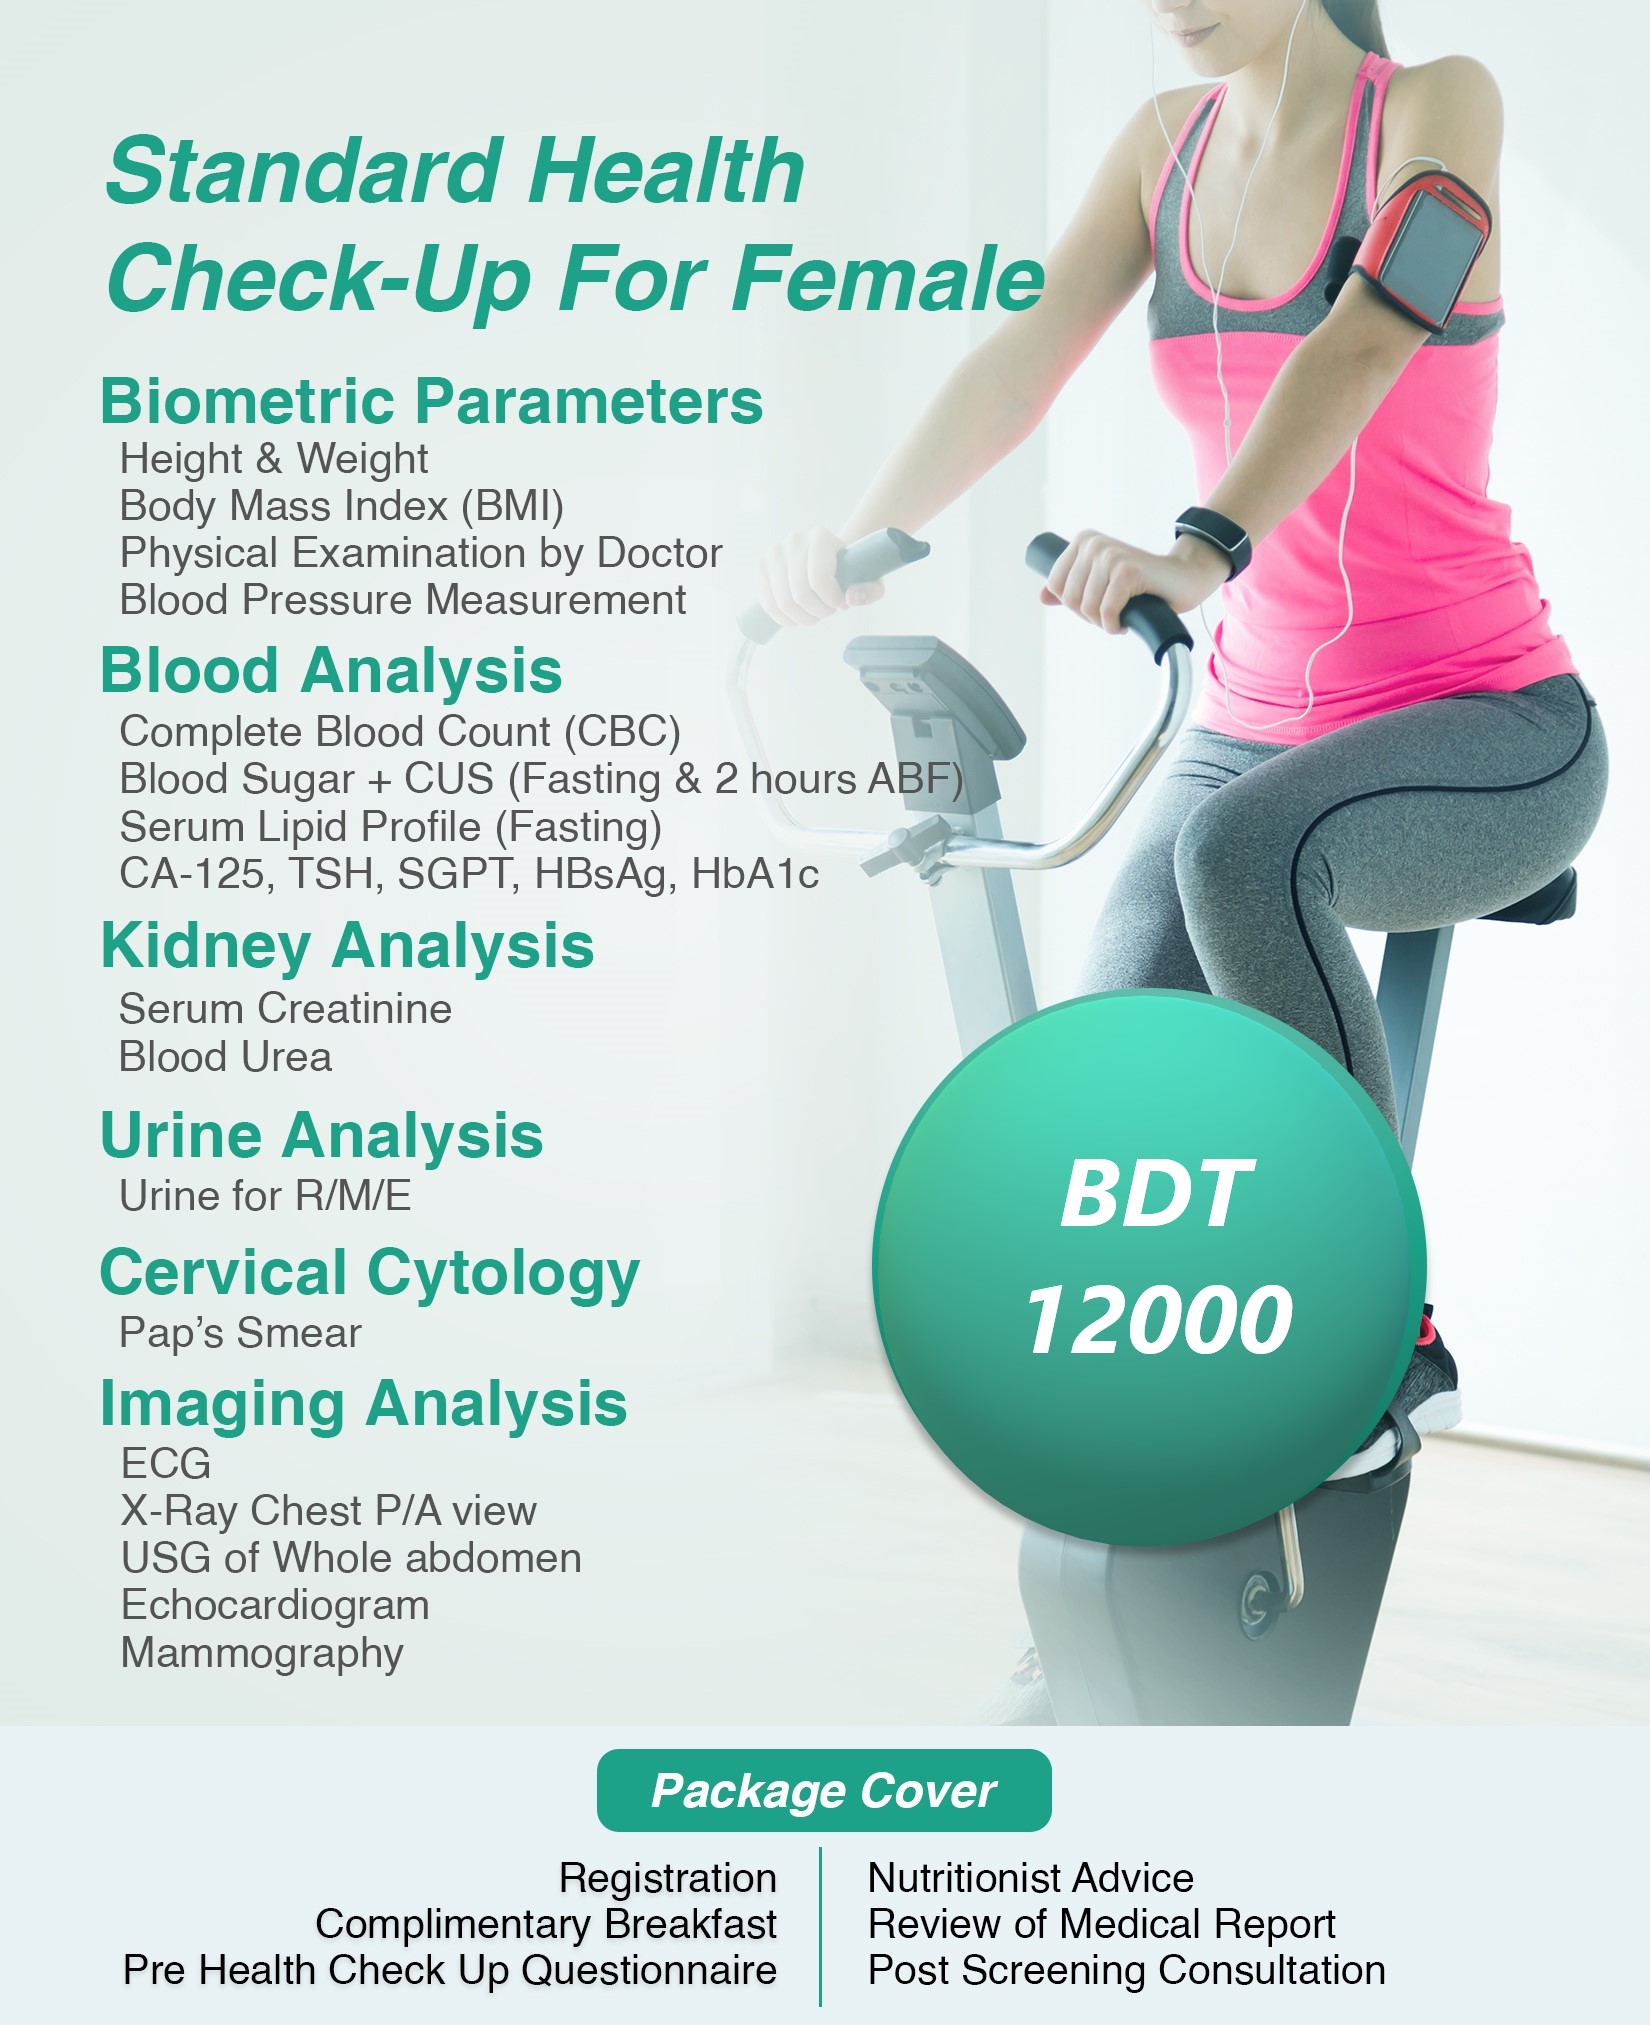 Standard Health
Check-Up For Female
Biometric Parameters
Height & Weight
Body Mass Index (BMI)
Physical Examination by Doctor
Blood Pressure Measurement
Blood Analysis
Complete Blood Count (CBC)
Blood Sugar + CUS (Fasting & 2 hours ABF)
Serum Lipid Profile (Fasting)
CA-125, TSH, SGPT, HBsAg, HbA1c
Kidney Analysis
Serum Creatinine
Blood Urea
Urine Analysis
Urine for R/M/E
Cervical Cytology
Pap’s Smear
Imaging Analysis
ECG
X-Ray Chest P/A view
USG of Whole abdomen
Echocardiogram
Mammography
BDT
12000
Package Cover
Registration
Complimentary Breakfast
Pre Health Check Up Questionnaire
Nutritionist Advice
Review of Medical Report
Post Screening Consultation